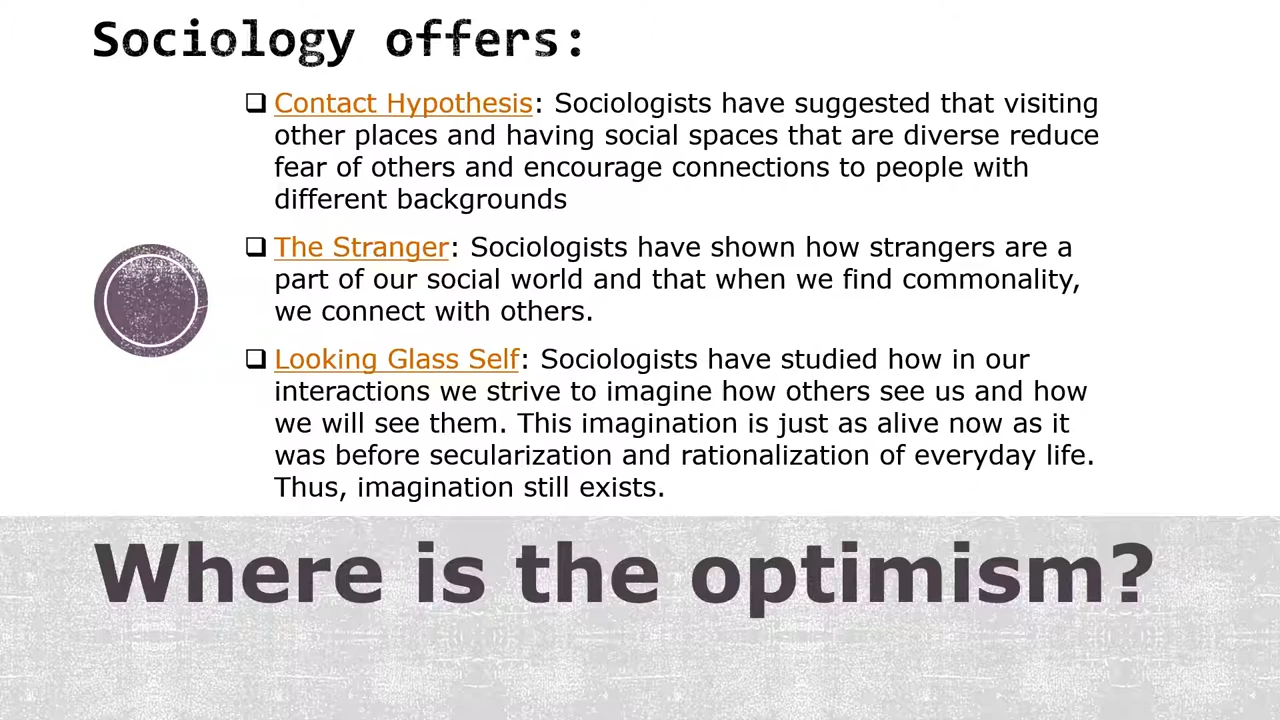 Sociology offers:
❑ Contact Hypothesis: Sociologists have suggested that visiting
other places and having social spaces that are diverse reduce
fear of others and encourage connections to people with
different backgrounds
❑ The Stranger: Sociologists have shown how strangers are a
part of our social world and that when we find commonality,
we connect with others.
❑ Looking Glass Self: Sociologists have studied how in our
interactions we strive to imagine how others see us and how
we will see them. This imagination is just as alive now as it
was before secularization and rationalization of everyday life.
Thus, imagination still exists.
Where is the optimism?